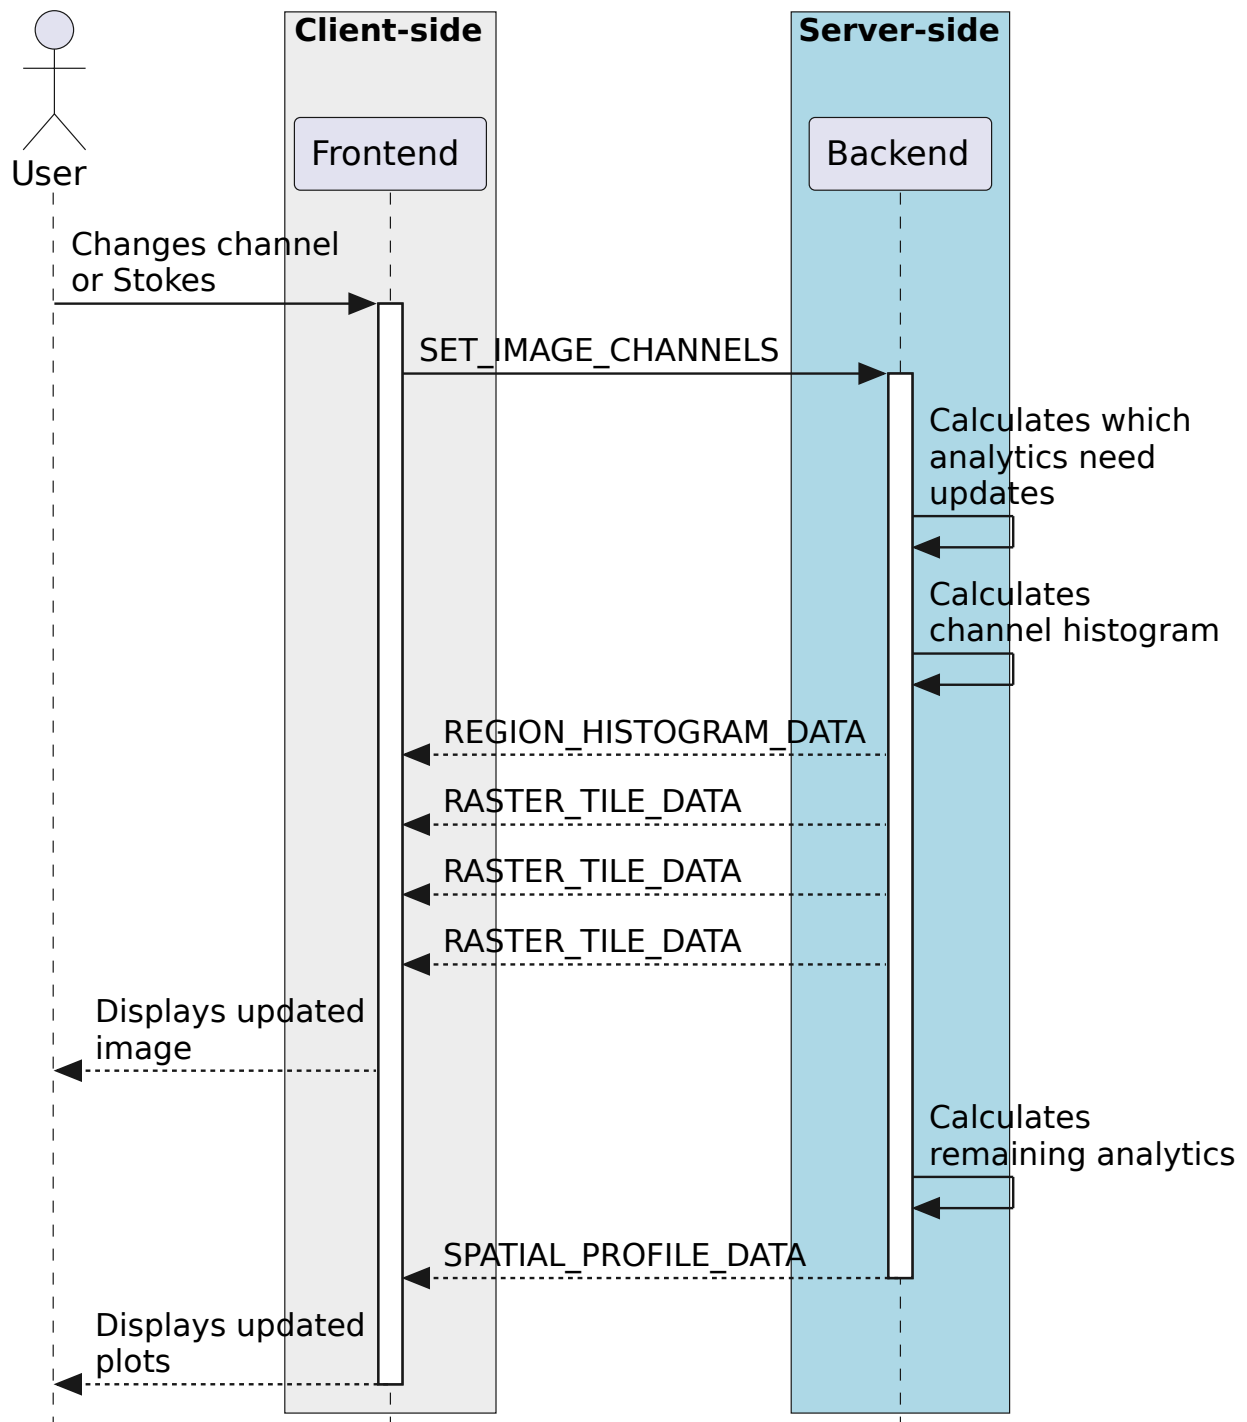 Client-side
Server-side
User
Frontend
Backend
Changes channel
or Stokes
SET_IMAGE_CHANNELS
Calculates which
analytics need
updates
Calculates
channel histogram
REGION_HISTOGRAM_DATA
RASTER_TILE_DATA
RASTER_TILE_DATA
RASTER_TILE_DATA
Displays updated
image
Calculates
remaining analytics
SPATIAL_PROFILE_DATA
Displays updated
plots